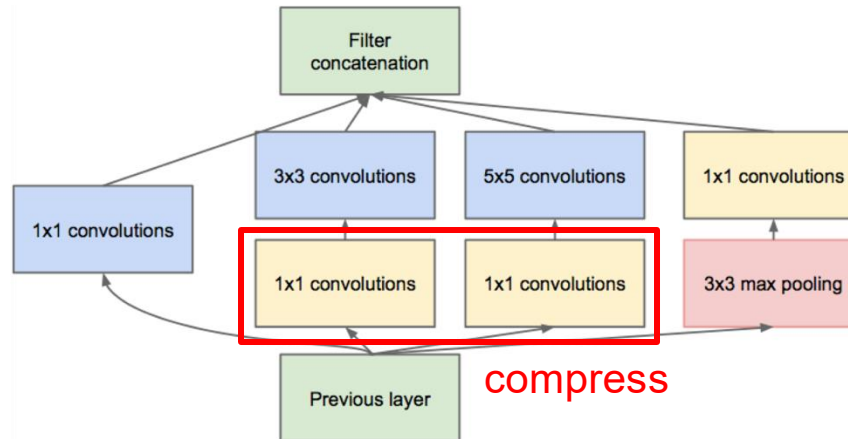 Filter
concatenation
3x3 convolutions
5x5 convolutions
1x1 convolutions
1x1 convolutions
1x1 convolutions
1x1 convolutions
3x3 max pooling
compress
Previous layer